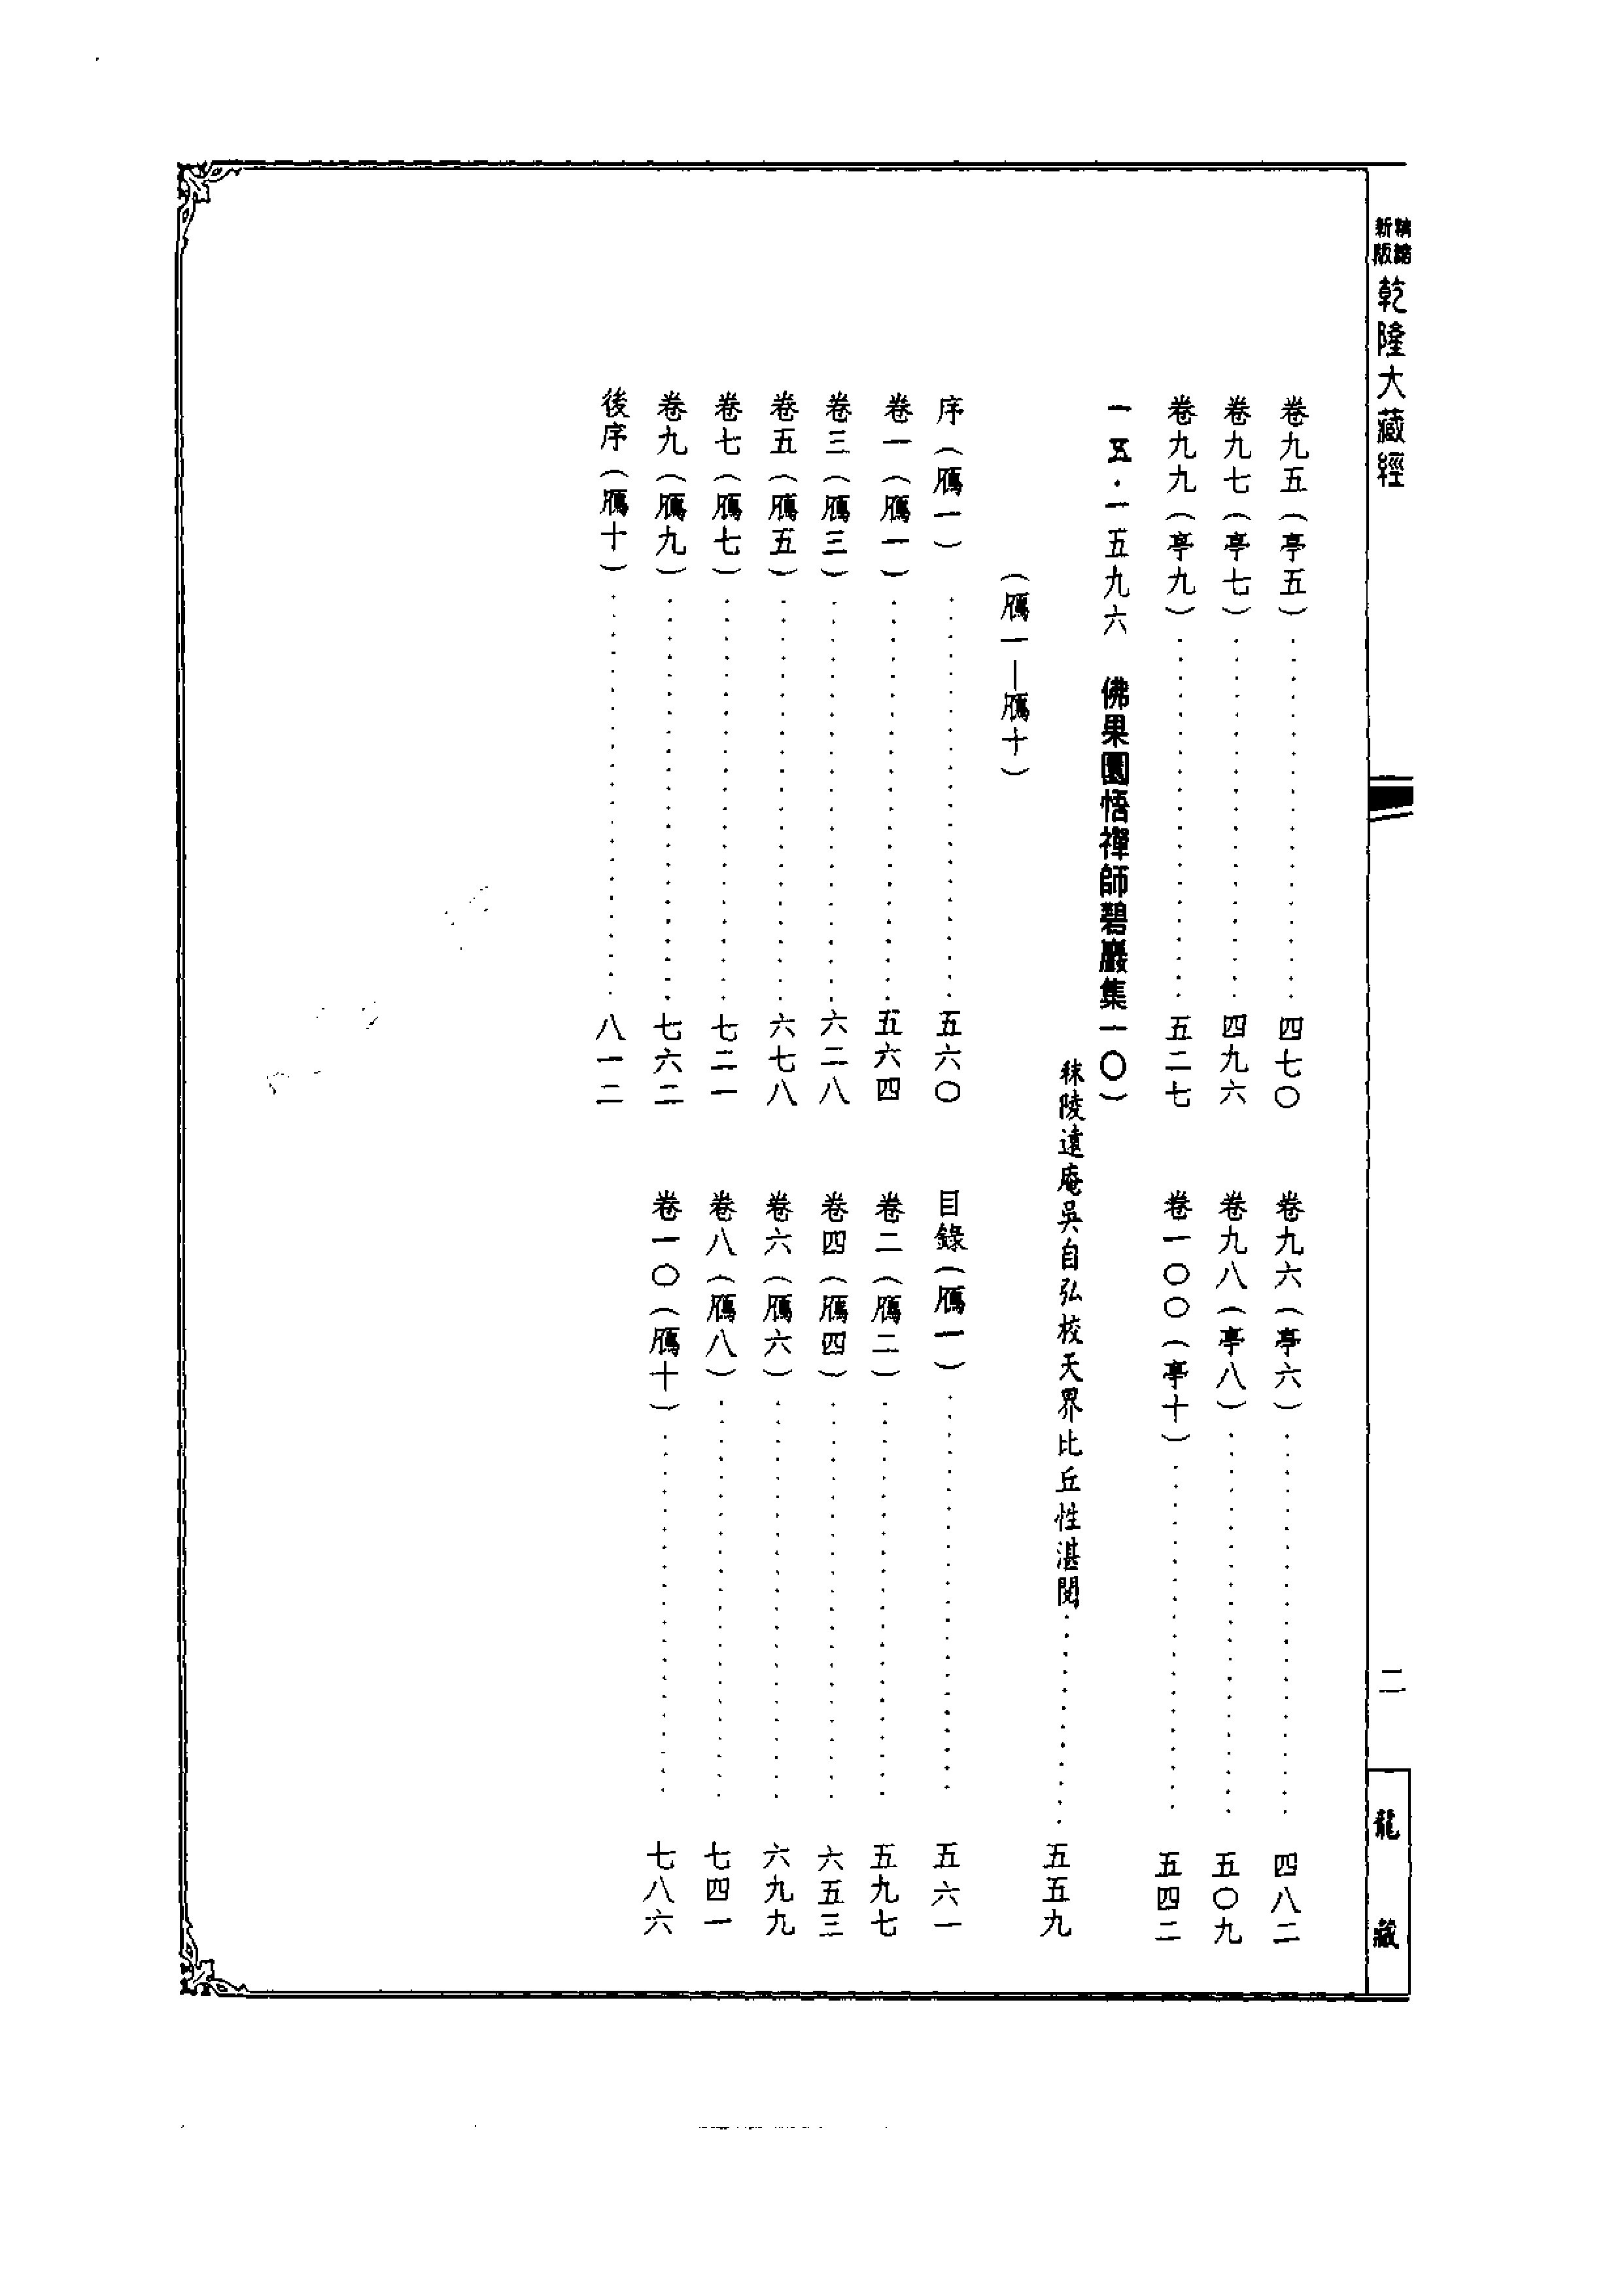 精縮新版 乾隆大藏經
二
龍藏
卷九五(亭五)……四七〇 卷九六(亭六)……四八二
卷九七(亭七)……四九六 卷九八(亭八)……五〇九
卷九九(亭九)……五二七 卷一〇〇(亭十)……五四二
一五·一五九六 佛果圜悟禪師碧巖集一〇)
秣陵遠庵吳自弘校天界比丘性湛閱……五五九
(鴈一—鴈十)
序(鴈一)……五六〇 目錄(鴈一)……五六一
卷一(鴈一)……五六四 卷二(鴈二)……五九七
卷三(鴈三)……六二八 卷四(鴈四)……六五三
卷五(鴈五)……六七八 卷六(鴈六)……六九九
卷七(鴈七)……七二一 卷八(鴈八)……七四一
卷九(鴈九)……七六二 卷一〇(鴈十)……七八六
後序(鴈十)……八一二